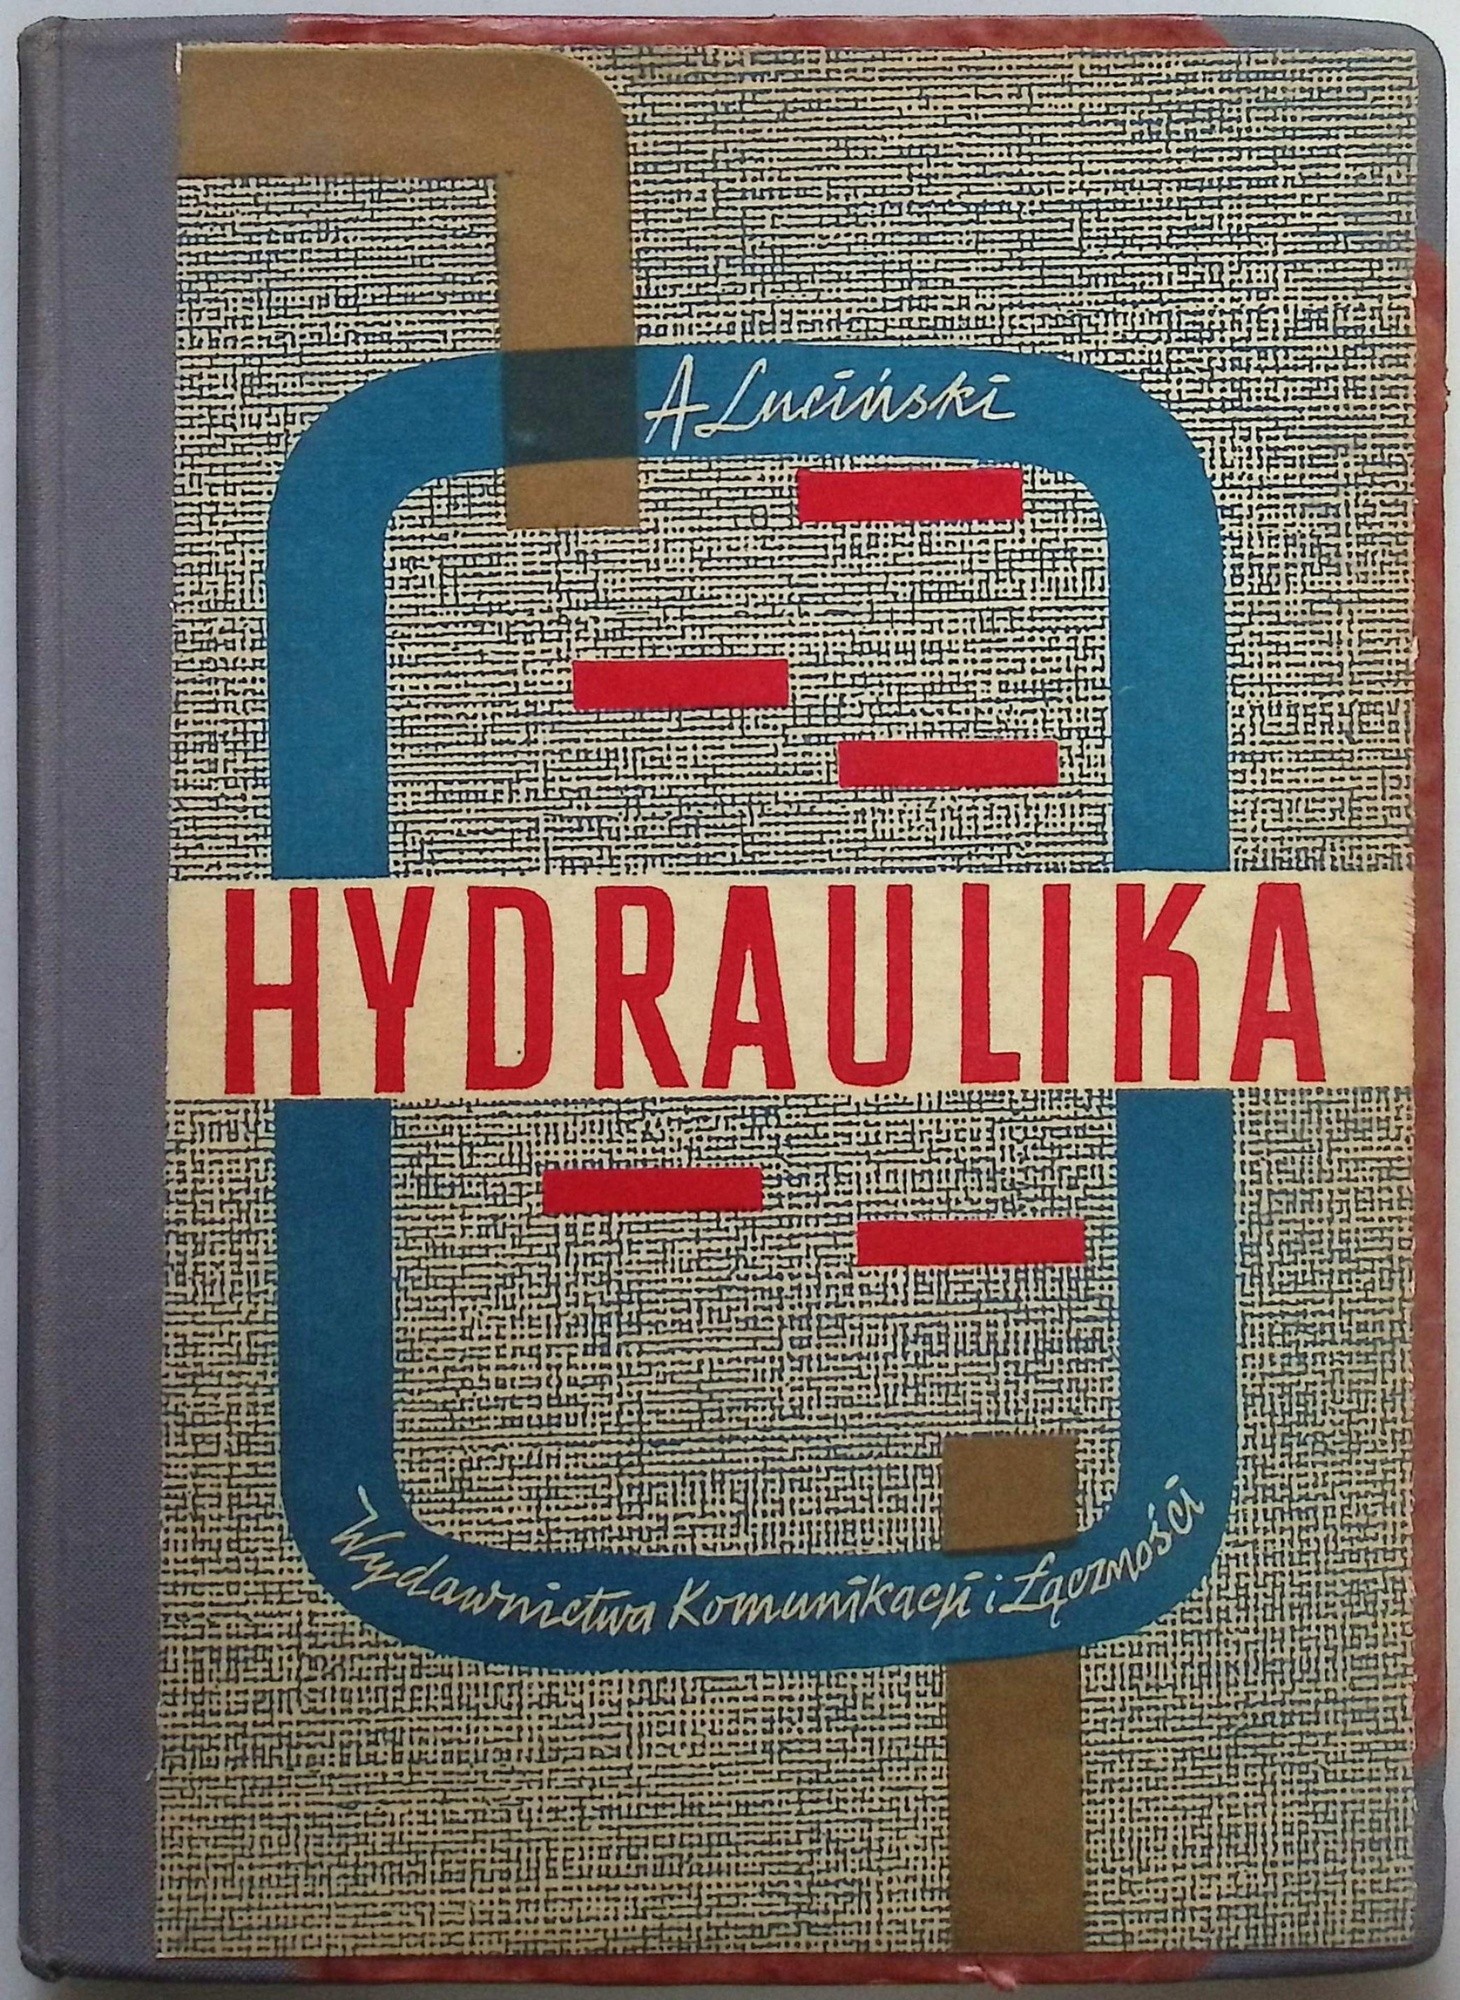 A Luciński
HYDRAULIKA
Wydawnictwa Komunikacji i Łączności